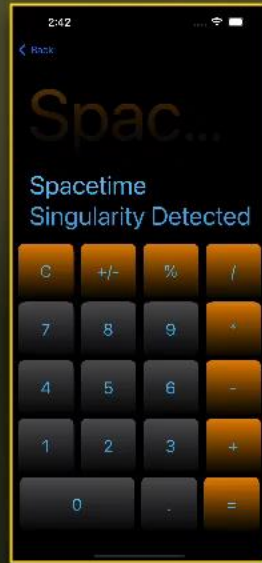 2:42
Back
Spac...
Spacetime
Singularity Detected
C +/- % /
7 8 9 *
4 5 6 -
1 2 3 +
0 . =